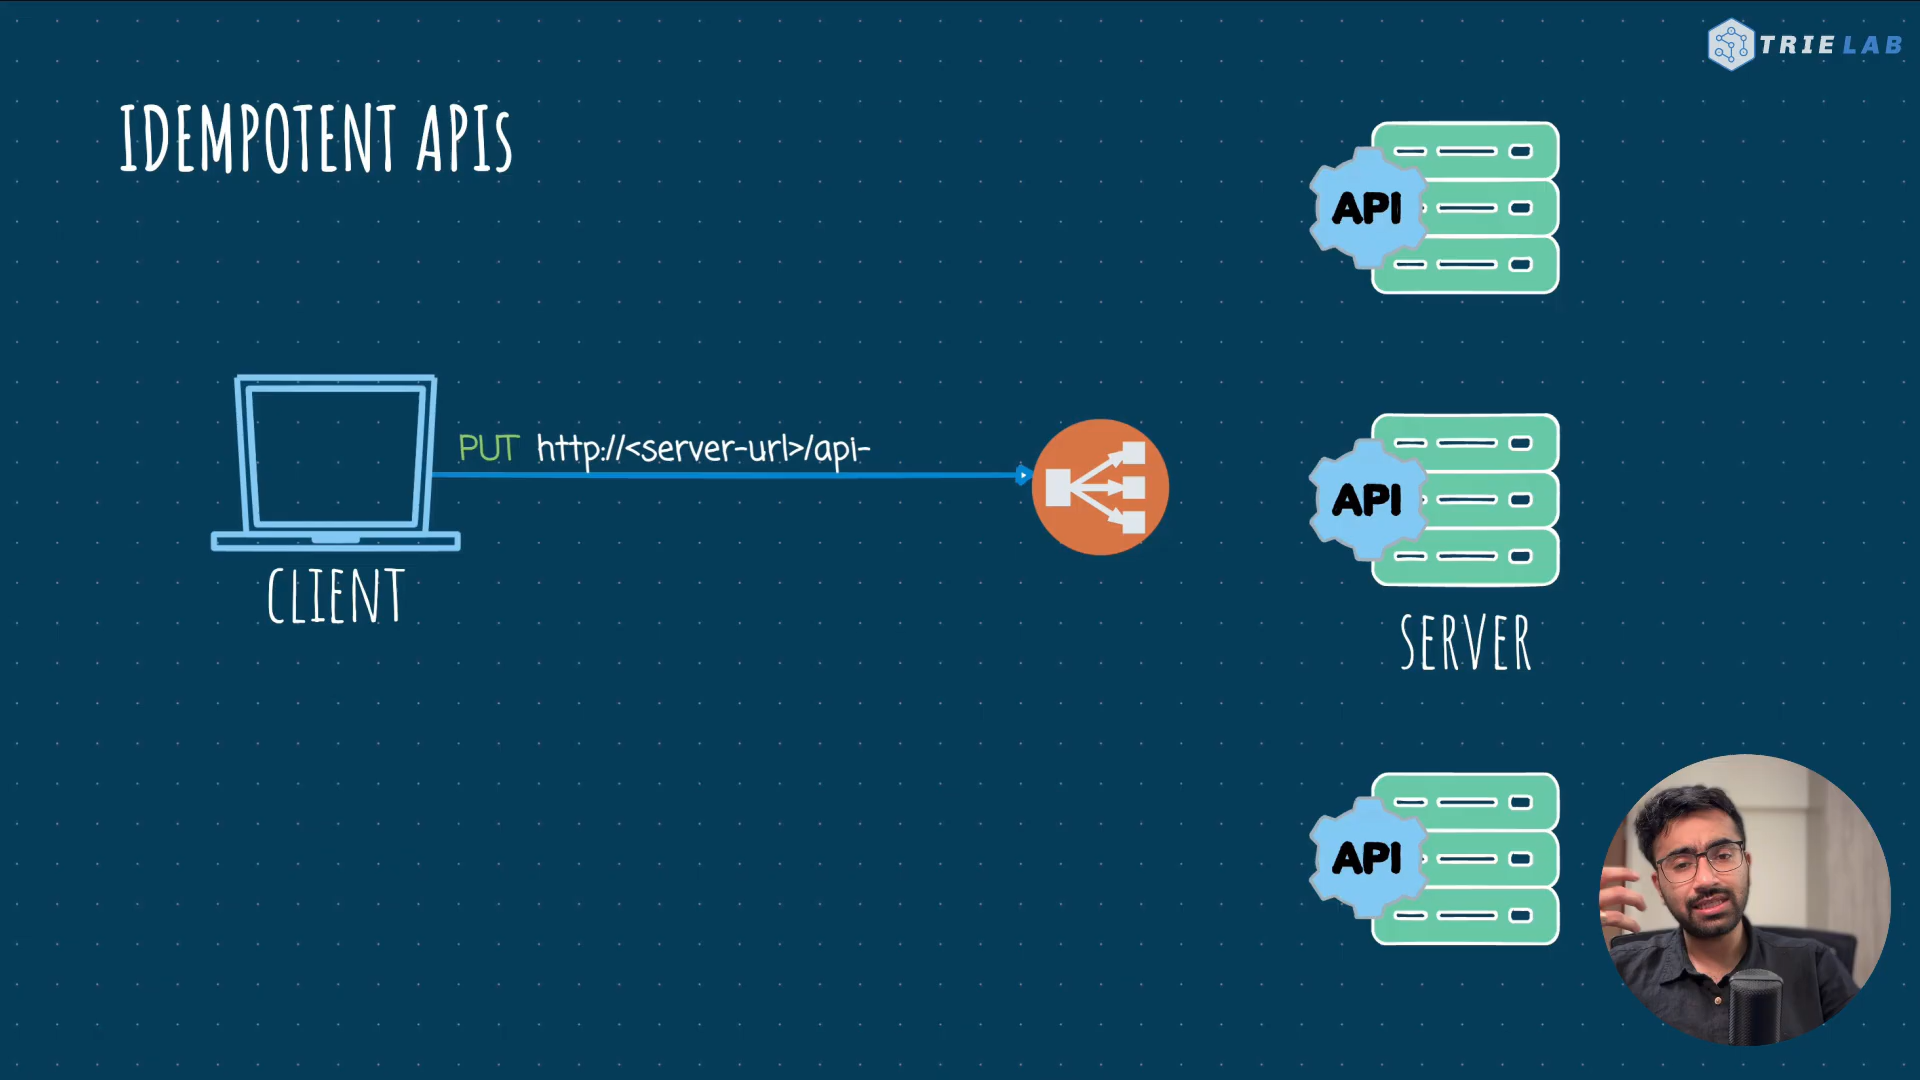 TRIE LAB
IDEMPOTENT APIs
API
PUT http://<server-url>/api-
API
CLIENT
SERVER
API